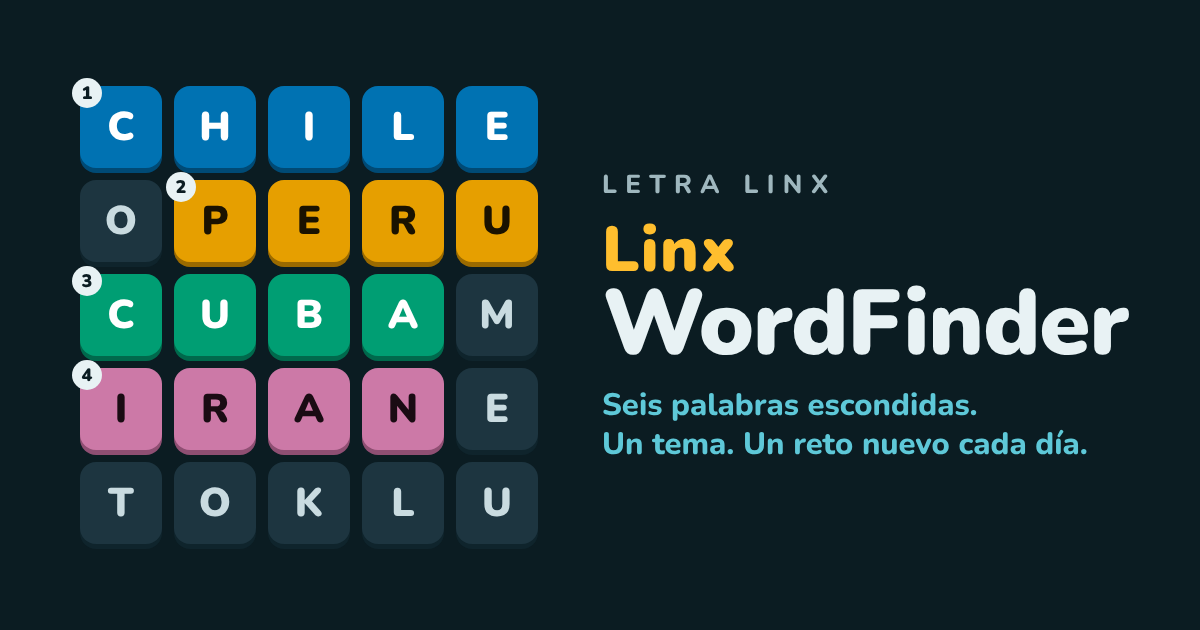 1 C H I L E
O 2 P E R U
3 C U B A M
4 I R A N E
T O K L U
LETRA LINX
Linx
WordFinder
Seis palabras escondidas.
Un tema. Un reto nuevo cada día.